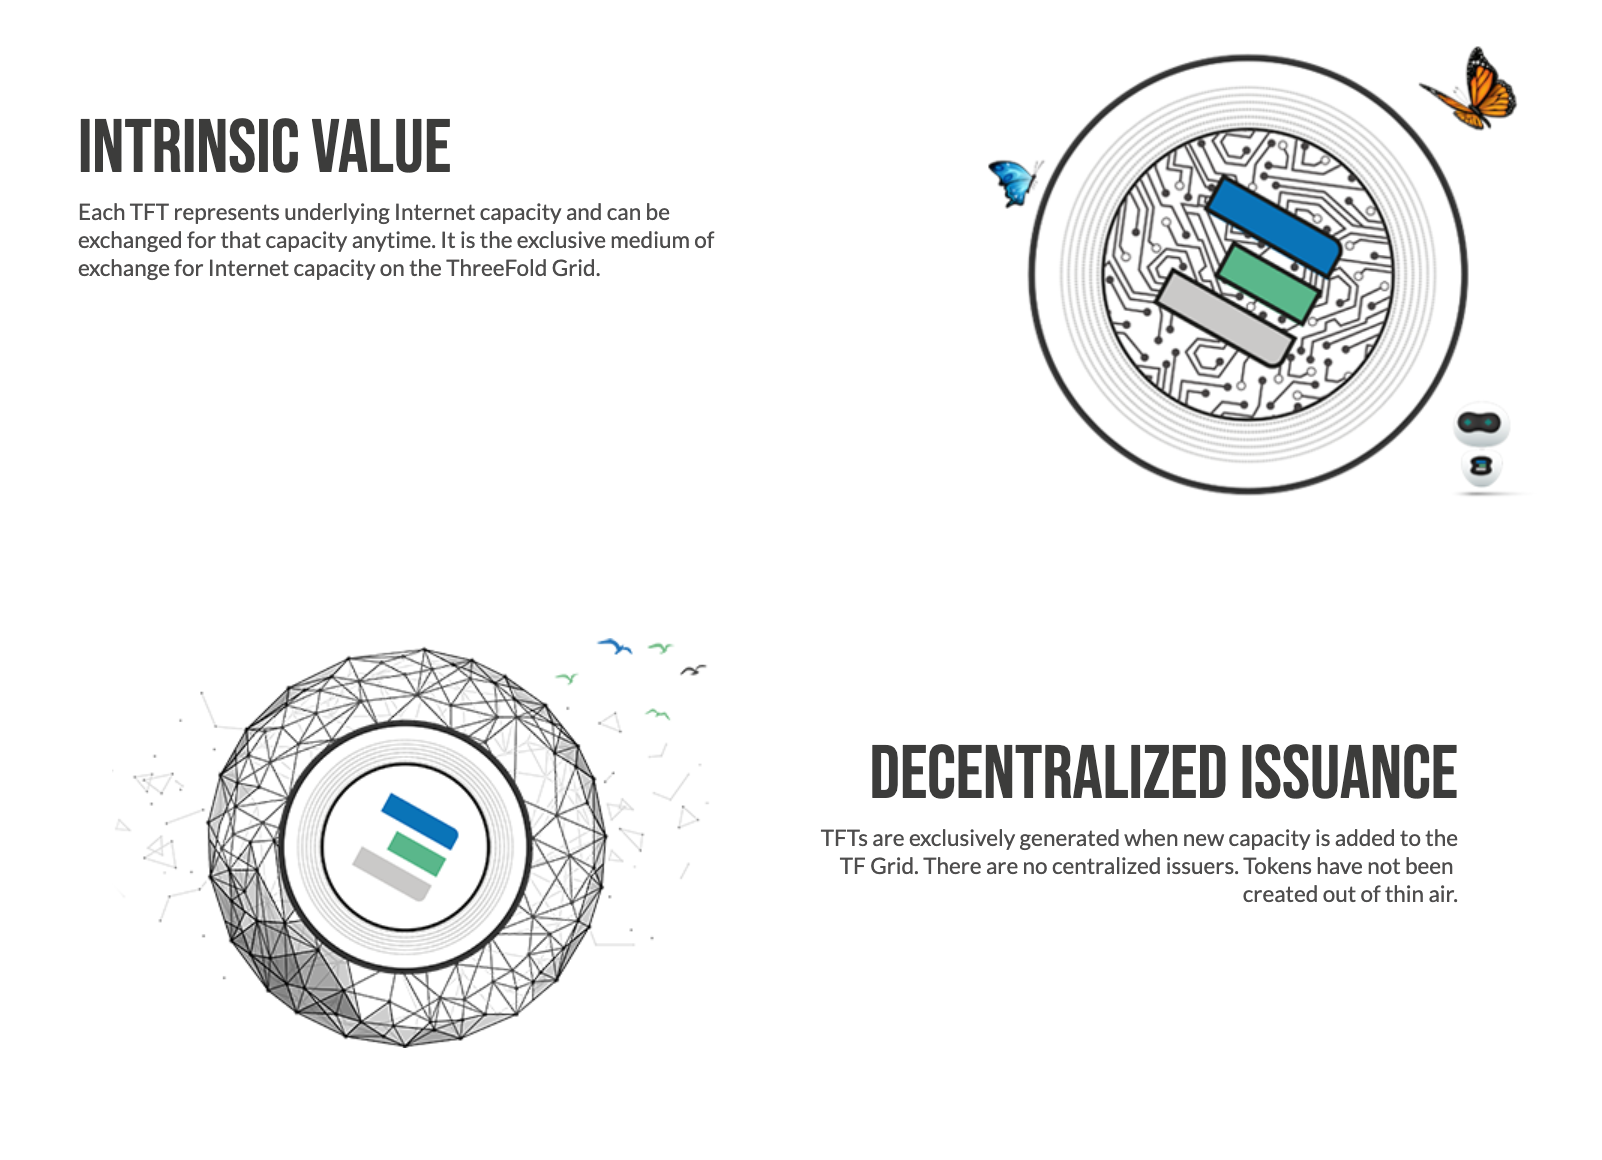 INTRINSIC VALUE
Each TFT represents underlying Internet capacity and can be
exchanged for that capacity anytime. It is the exclusive medium of
exchange for Internet capacity on the ThreeFold Grid.
DECENTRALIZED ISSUANCE
TFTs are exclusively generated when new capacity is added to the
TF Grid. There are no centralized issuers. Tokens have not been
created out of thin air.